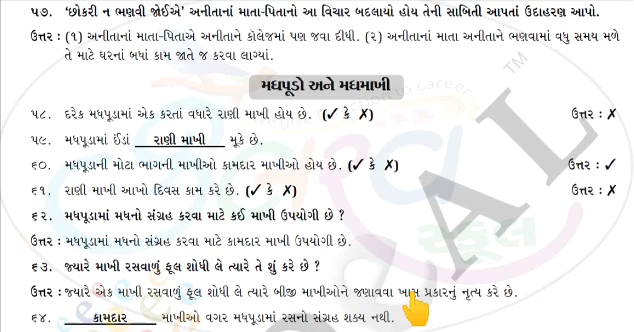 ૫૭. 'છોકરી ન ભણવી જોઈએ' અનીતાનાં માતા-પિતાનો આ વિચાર બદલાયો હોય તેની સાબિતી આપતાં ઉદાહરણ આપો.
ઉત્તર : (૧) અનીતાનાં માતા-પિતાએ અનીતાને કૉલેજમાં પણ જવા દીધી. (૨) અનીતાનાં માતા અનીતાને ભણવામાં વધુ સમય મળે
તે માટે ઘરનાં બધાં કામ જાતે જ કરવા લાગ્યાં.
મધપૂડો અને મધમાખી
૫૮. દરેક મધપૂડામાં એક કરતાં વધારે રાણી માખી હોય છે. (✓ કે ✗) ઉત્તર : ✗
૫૯. મધપૂડામાં ઈંડાં રાણી માખી મૂકે છે.
૬૦. મધપૂડાની મોટા ભાગની માખીઓ કામદાર માખીઓ હોય છે. (✓ કે ✗) ઉત્તર : ✓
૬૧. રાણી માખી આખો દિવસ કામ કરે છે. (✓ કે ✗) ઉત્તર : ✗
૬૨. મધપૂડામાં મધનો સંગ્રહ કરવા માટે કઈ માખી ઉપયોગી છે ?
ઉત્તર : મધપૂડામાં મધનો સંગ્રહ કરવા માટે કામદાર માખી ઉપયોગી છે.
૬૩. જ્યારે માખી રસવાળું ફૂલ શોધી લે ત્યારે તે શું કરે છે ?
ઉત્તર : જ્યારે એક માખી રસવાળું ફૂલ શોધી લે ત્યારે બીજી માખીઓને જણાવવા ખાસ પ્રકારનું નૃત્ય કરે છે.
૬૪. કામદાર માખીઓ વગર મધપૂડામાં રસનો સંગ્રહ શક્ય નથી.